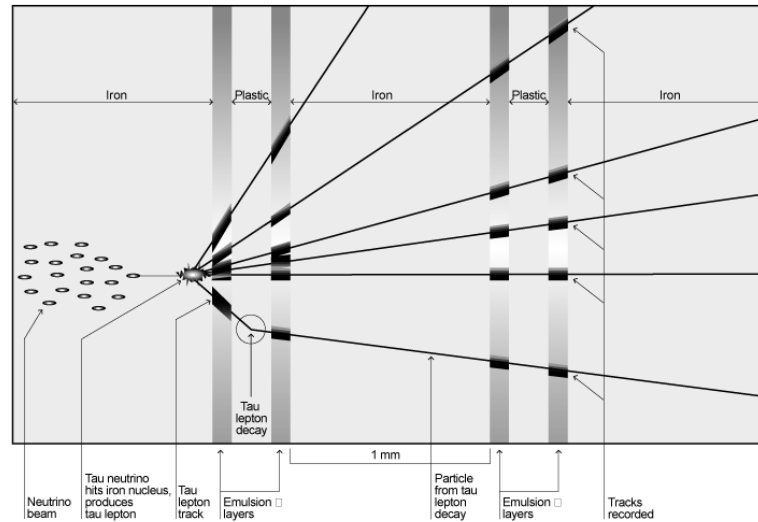 Iron
Plastic
Iron
Plastic
Iron
Tau
lepton
decay
1 mm
Neutrino
beam
Tau neutrino
hits iron nucleus,
produces
tau lepton
Tau
lepton
track
Emulsion □
layers
Particle
from tau
lepton
decay
Emulsion □
layers
Tracks
recorded